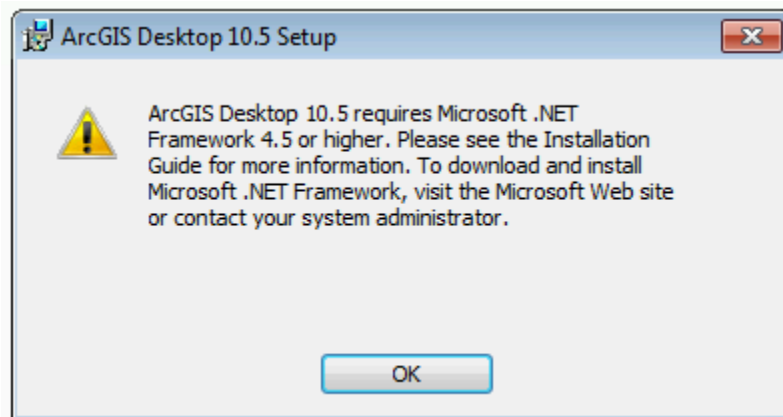 ArcGIS Desktop 10.5 Setup
ArcGIS Desktop 10.5 requires Microsoft .NET
Framework 4.5 or higher. Please see the Installation
Guide for more information. To download and install
Microsoft .NET Framework, visit the Microsoft Web site
or contact your system administrator.
OK